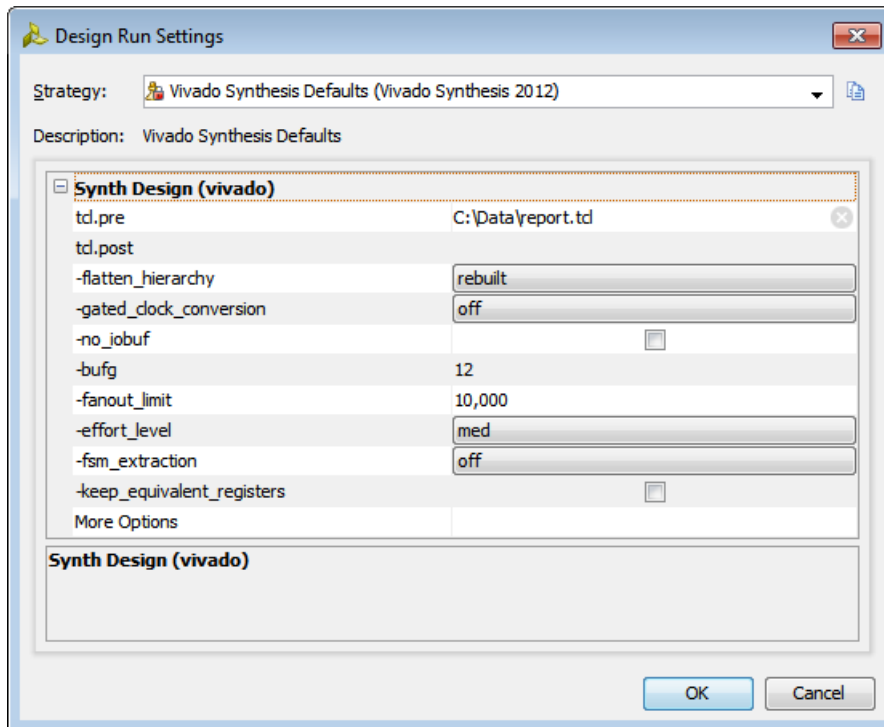 Design Run Settings
Strategy: Vivado Synthesis Defaults (Vivado Synthesis 2012)
Description: Vivado Synthesis Defaults
Synth Design (vivado)
tcl.pre C:\Data\report.tcl
tcl.post
-flatten_hierarchy rebuilt
-gated_clock_conversion off
-no_iobuf
-bufg 12
-fanout_limit 10,000
-effort_level med
-fsm_extraction off
-keep_equivalent_registers
More Options
Synth Design (vivado)
OK Cancel